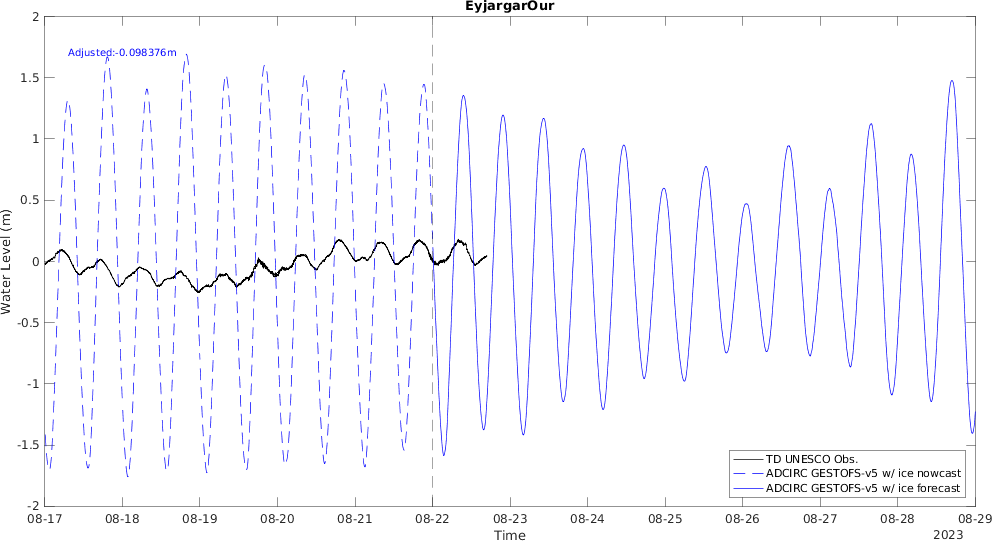 EyjargarOur
Adjusted:-0.098376m
2
1.5
1
0.5
0
-0.5
-1
-1.5
-2
Water Level (m)
TD UNESCO Obs.
ADCIRC GESTOFS-v5 w/ ice nowcast
ADCIRC GESTOFS-v5 w/ ice forecast
08-17 08-18 08-19 08-20 08-21 08-22 08-23 08-24 08-25 08-26 08-27 08-28 08-29
Time
2023